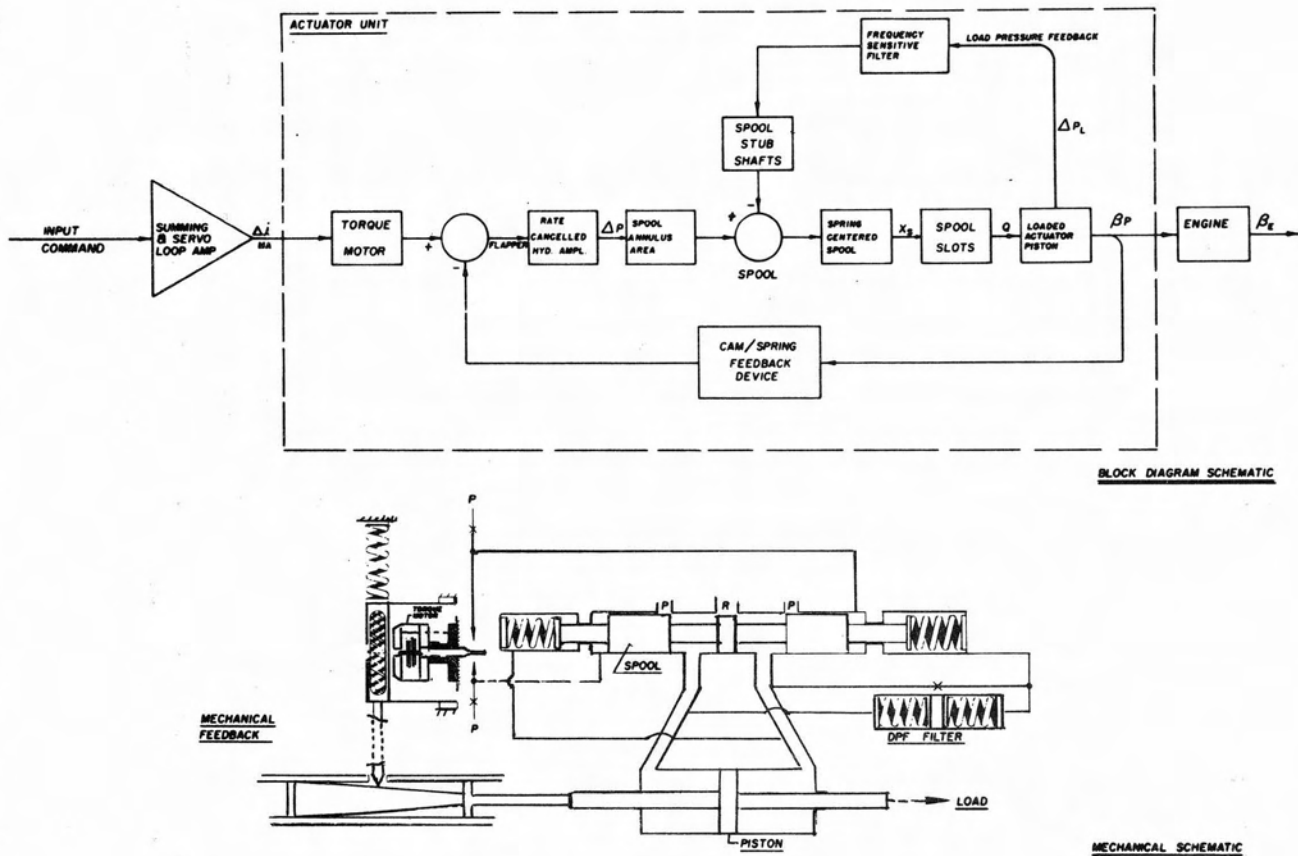 ACTUATOR UNIT
FREQUENCY
SENSITIVE
FILTER
LOAD PRESSURE FEEDBACK
SPOOL
STUB
SHAFTS
Δ PL
INPUT
COMMAND
SUMMING
& SERVO
LOOP AMP
Δi
MA
TORQUE
MOTOR
+
-
FLAPPER
RATE
CANCELLED
HYD. AMPL.
ΔP
SPOOL
ANNULUS
AREA
+
-
SPOOL
SPRING
CENTERED
SPOOL
XS
SPOOL
SLOTS
Q
LOADED
ACTUATOR
PISTON
βP
ENGINE
βE
CAM/SPRING
FEEDBACK
DEVICE
BLOCK DIAGRAM SCHEMATIC
P
TORQUE
MOTOR
P
R
P
SPOOL
P
MECHANICAL
FEEDBACK
DPF FILTER
LOAD
PISTON
MECHANICAL SCHEMATIC